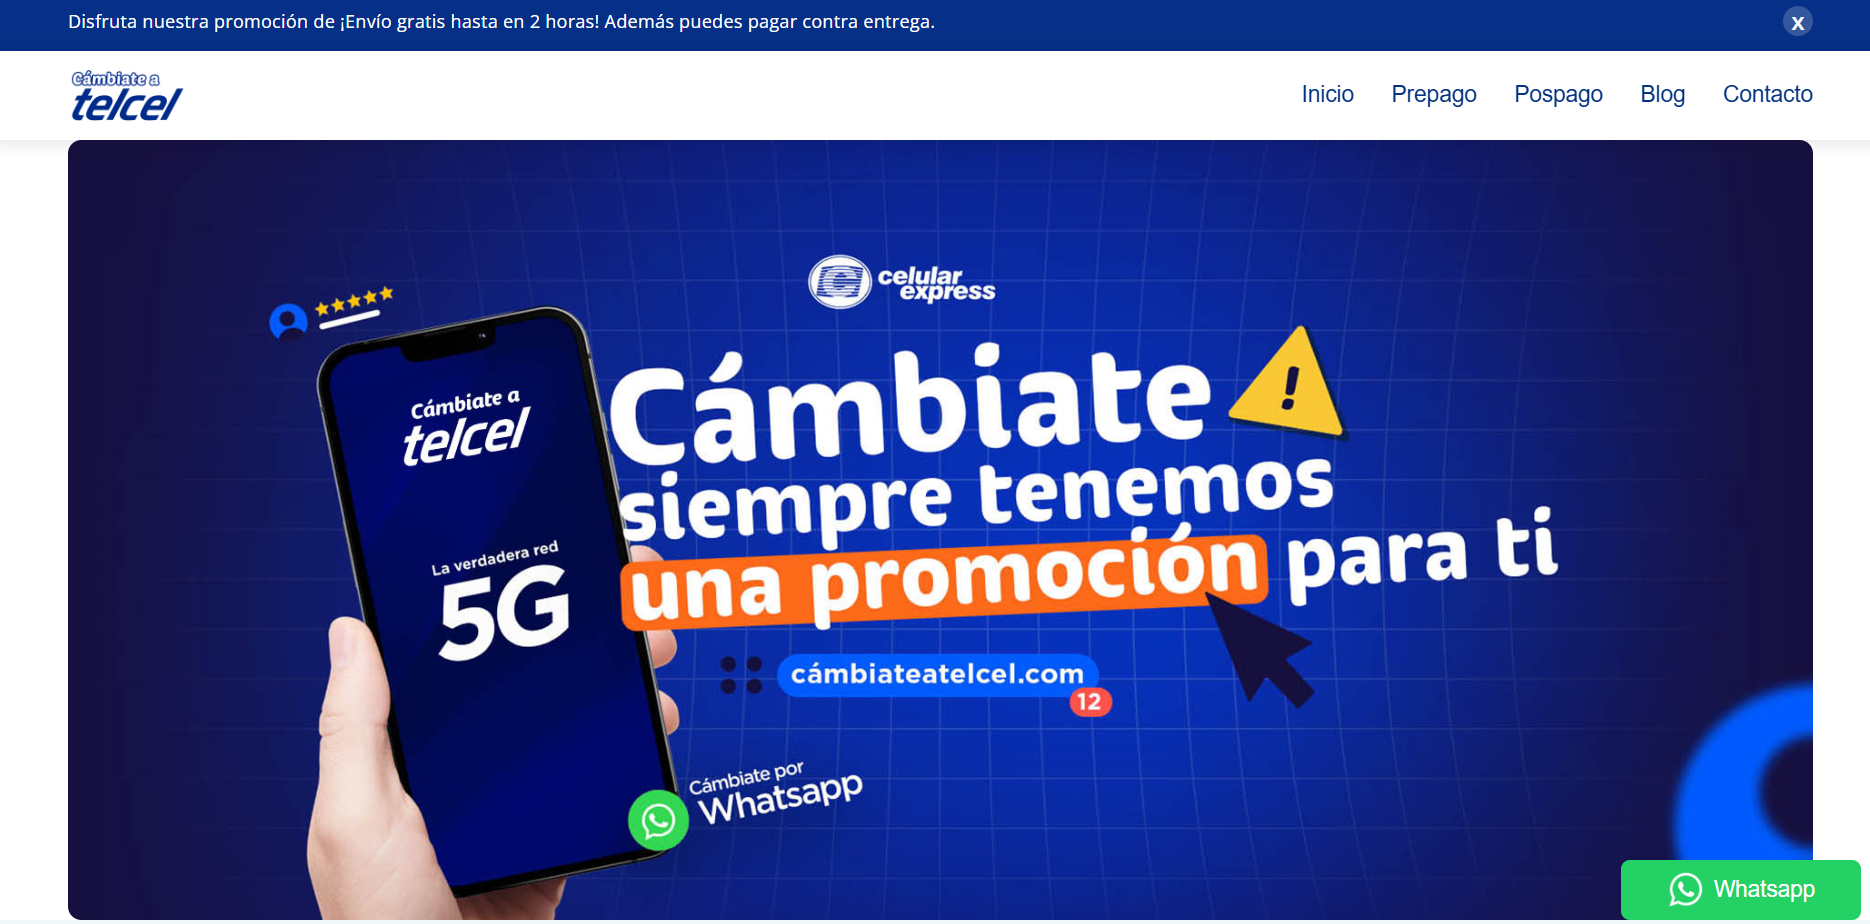 Disfruta nuestra promoción de ¡Envío gratis hasta en 2 horas! Además puedes pagar contra entrega.
x
Cámbiate a
telcel
Inicio Prepago Pospago Blog Contacto
celular
express
Cámbiate
siempre tenemos
una promoción para ti
Cámbiate a
telcel
La verdadera red
5G
cámbiateatelcel.com
12
Cámbiate por
Whatsapp
Whatsapp